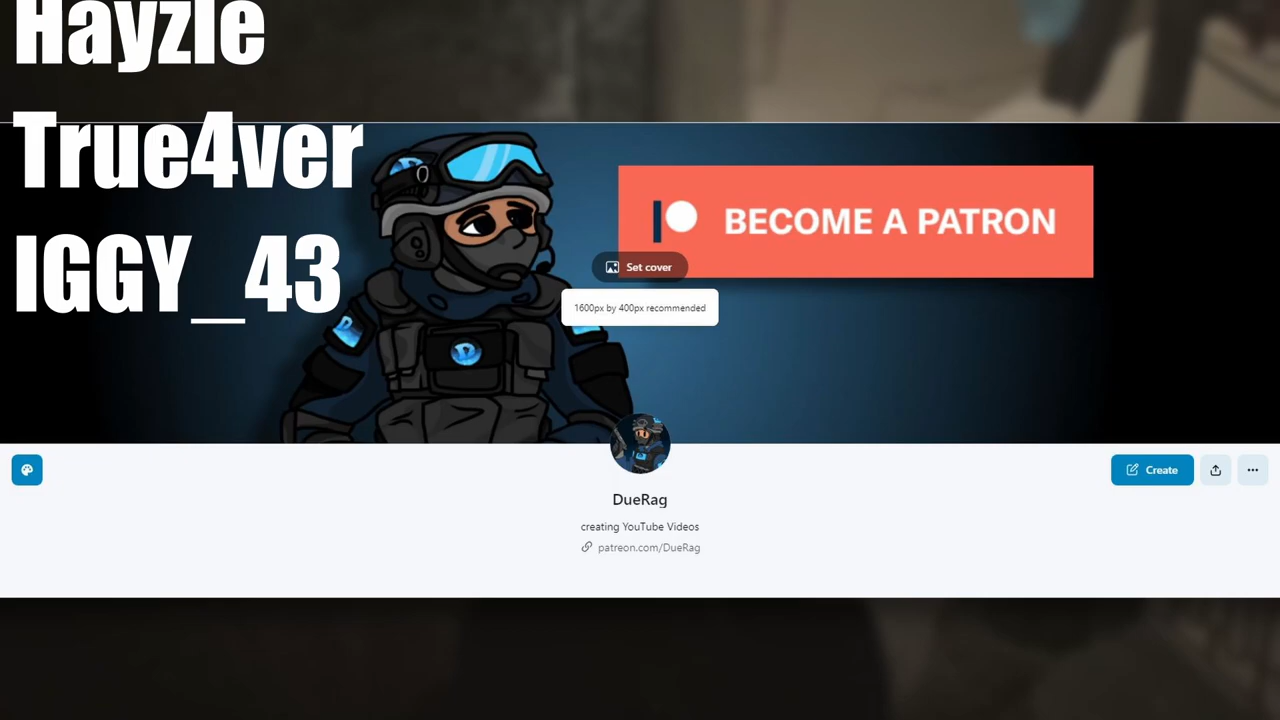 Hayzle
True4ver
IGGY_43
BECOME A PATRON
Set cover
1600px by 400px recommended
Create
DueRag
creating YouTube Videos
patreon.com/DueRag